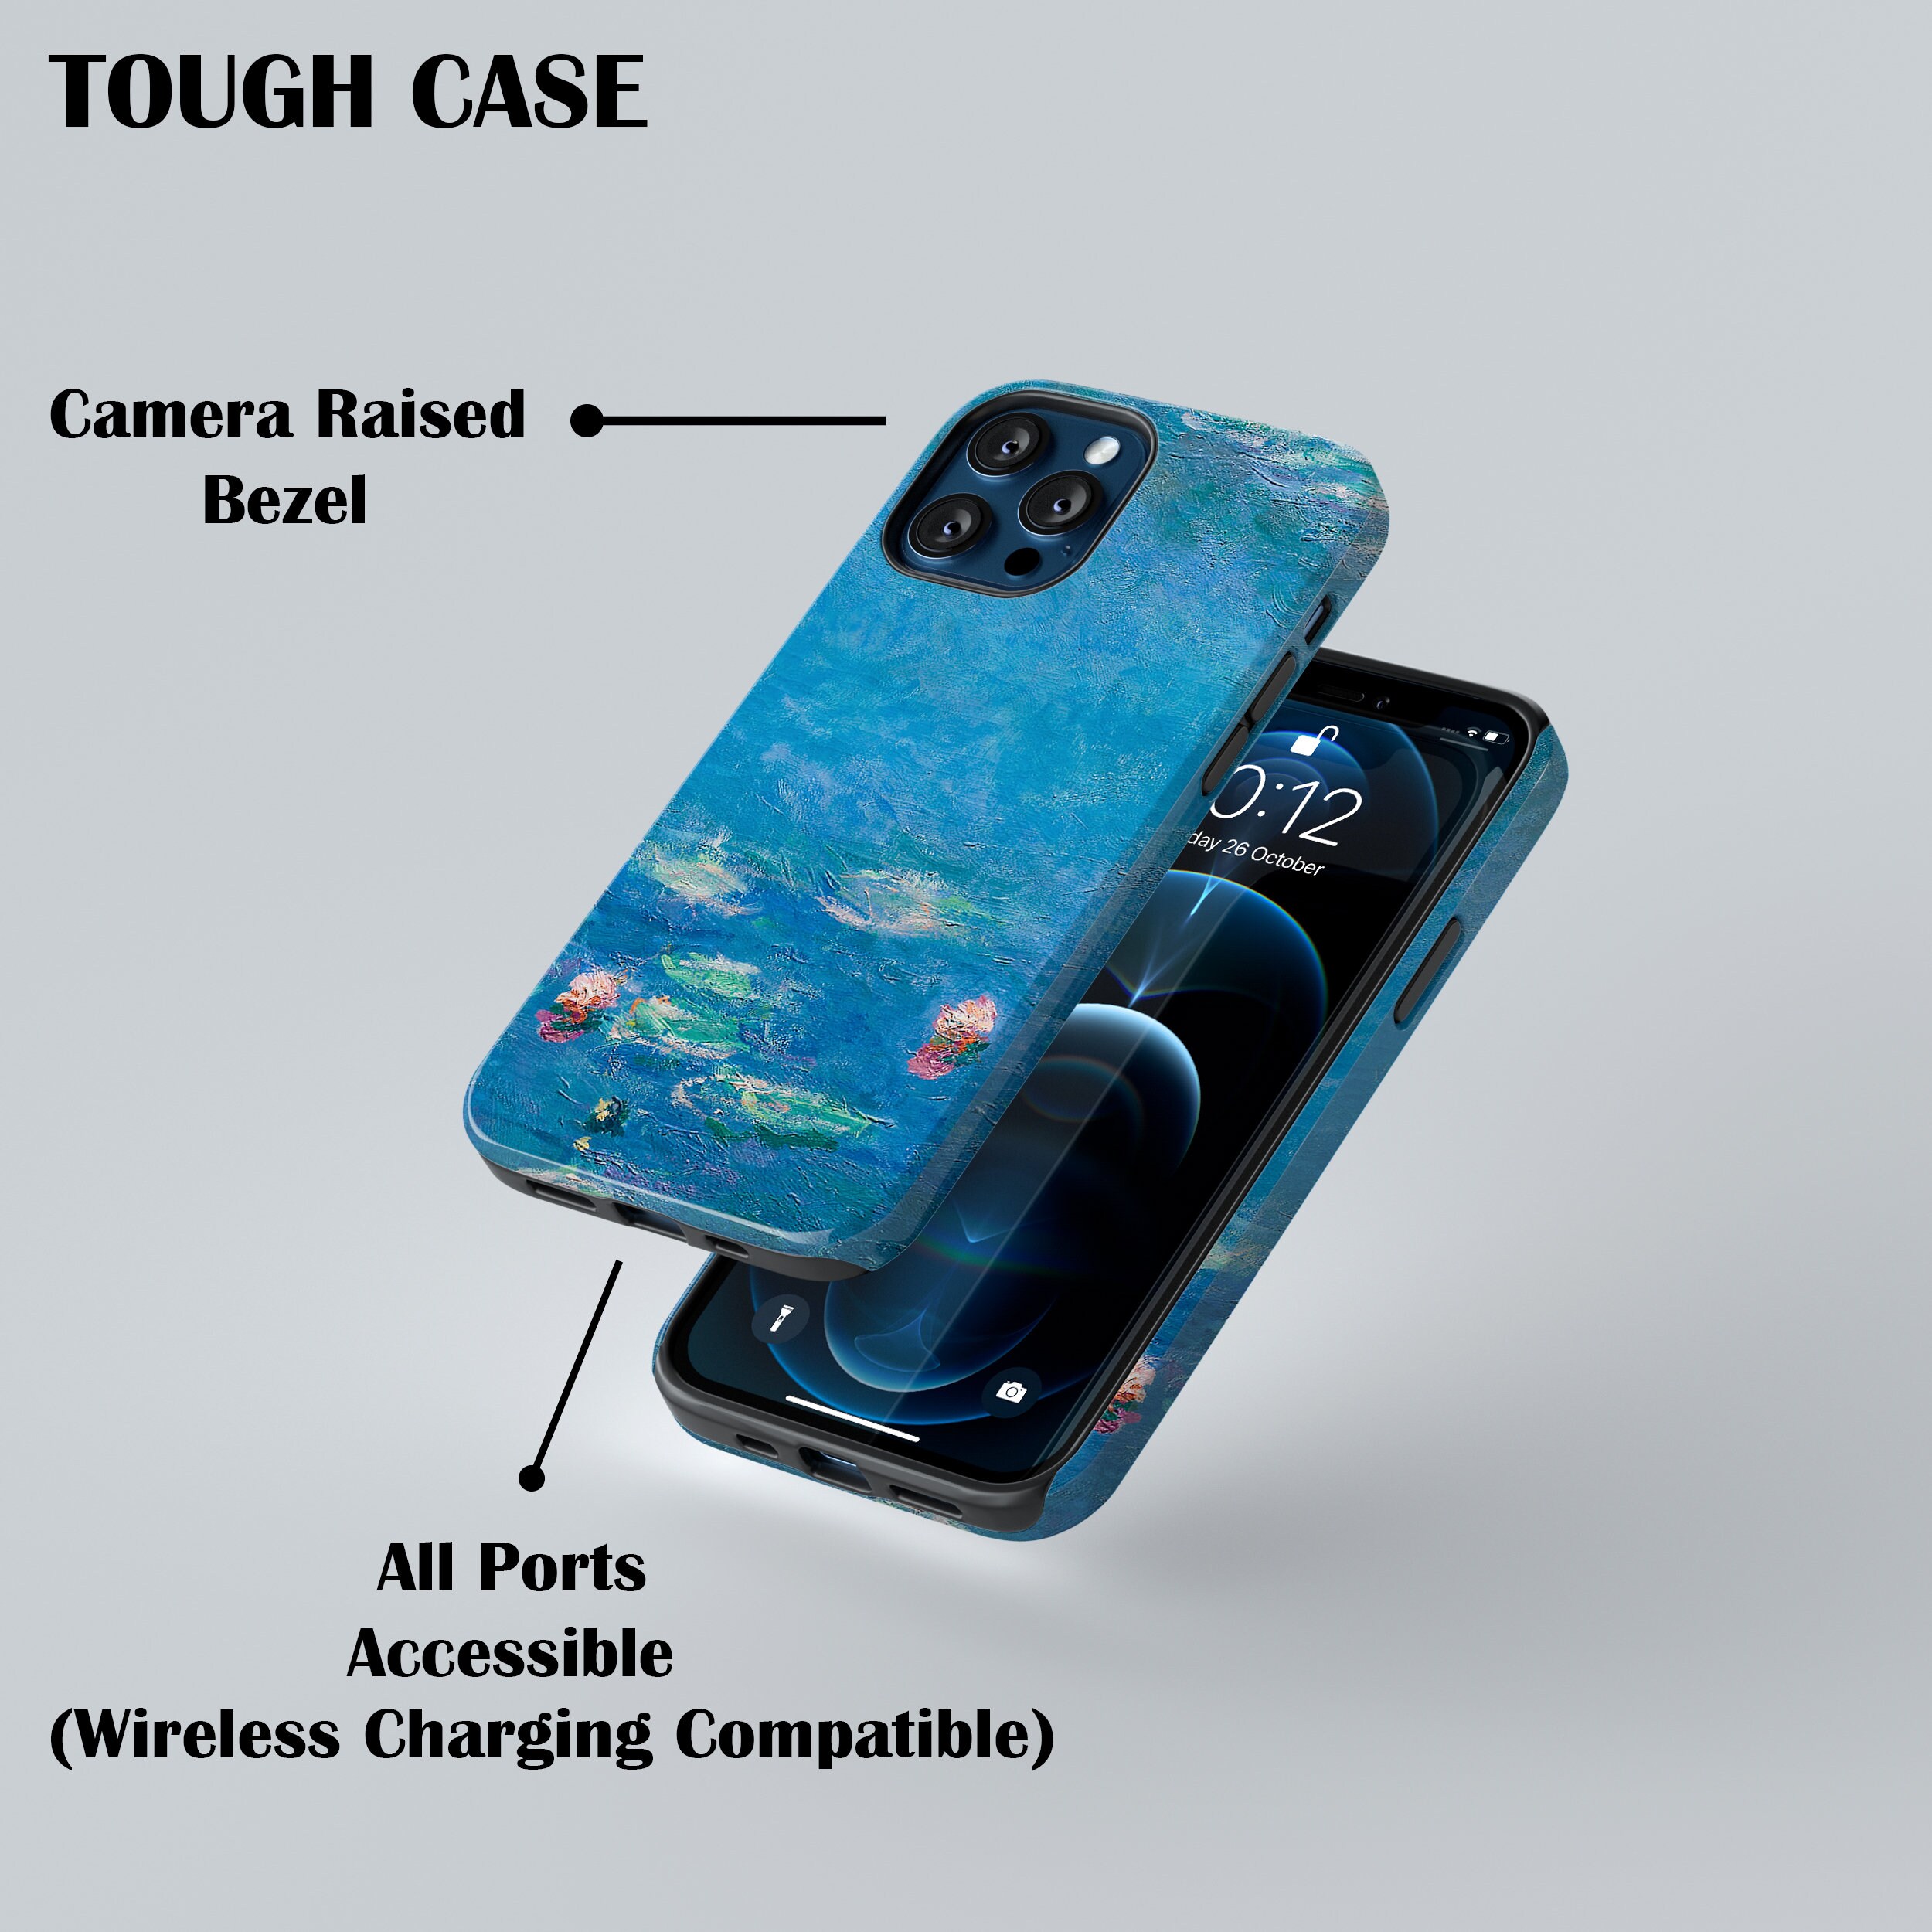 TOUGH CASE
Camera Raised
Bezel
0:12
day 26 October
All Ports
Accessible
(Wireless Charging Compatible)